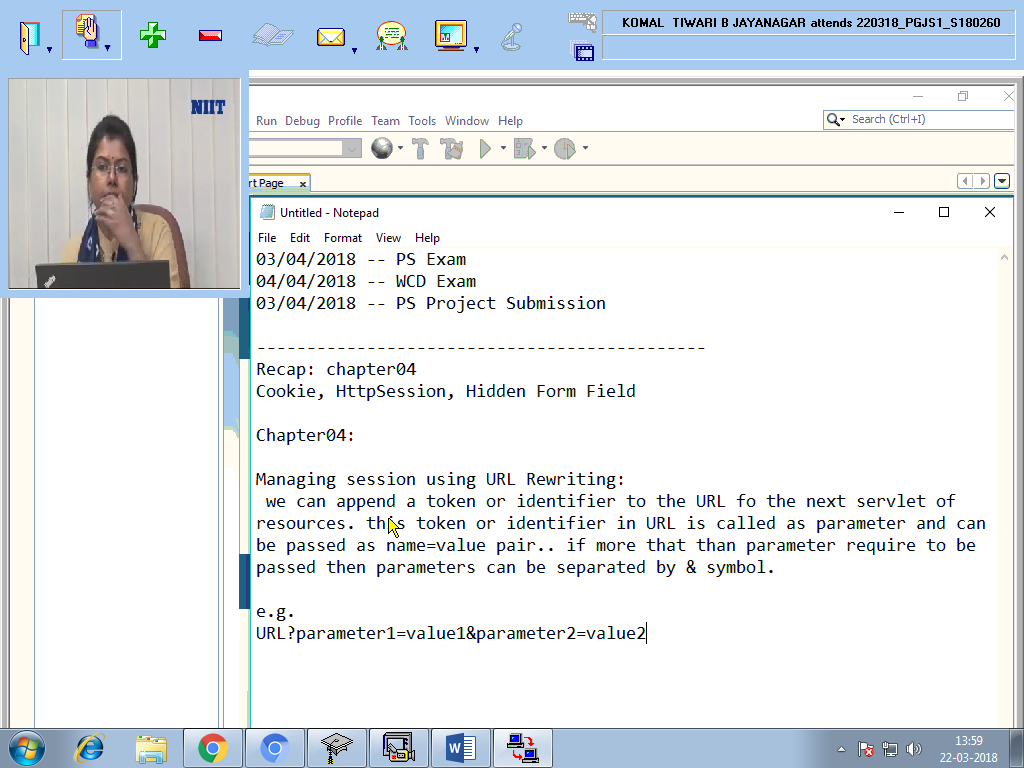 KOMAL TIWARI B JAYANAGAR attends 220318_PGJS1_S180260
NIIT
Run Debug Profile Team Tools Window Help
Search (Ctrl+I)
rt Page
Untitled - Notepad
File Edit Format View Help
03/04/2018 -- PS Exam
04/04/2018 -- WCD Exam
03/04/2018 -- PS Project Submission
---------------------------------------------
Recap: chapter04
Cookie, HttpSession, Hidden Form Field
Chapter04:
Managing session using URL Rewriting:
we can append a token or identifier to the URL fo the next servlet of
resources. this token or identifier in URL is called as parameter and can
be passed as name=value pair.. if more that than parameter require to be
passed then parameters can be separated by & symbol.
e.g.
URL?parameter1=value1&parameter2=value2
13:59
22-03-2018